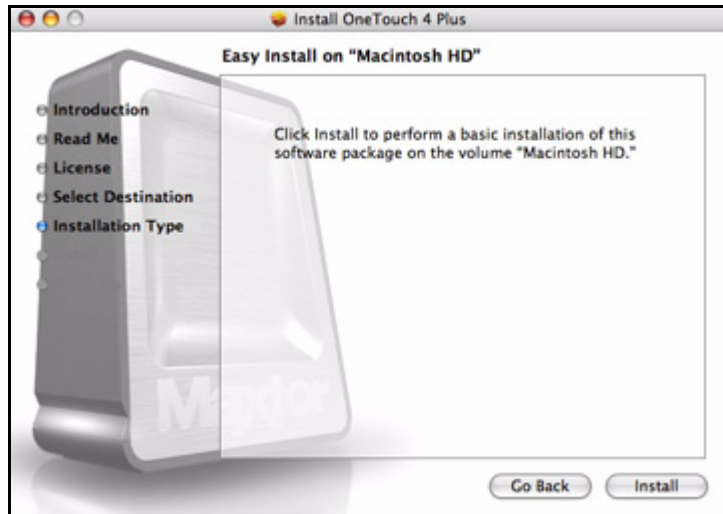 Install OneTouch 4 Plus
Easy Install on "Macintosh HD"
Introduction
Read Me
License
Select Destination
Installation Type
Click Install to perform a basic installation of this
software package on the volume "Macintosh HD."
Maxtor
Go Back
Install